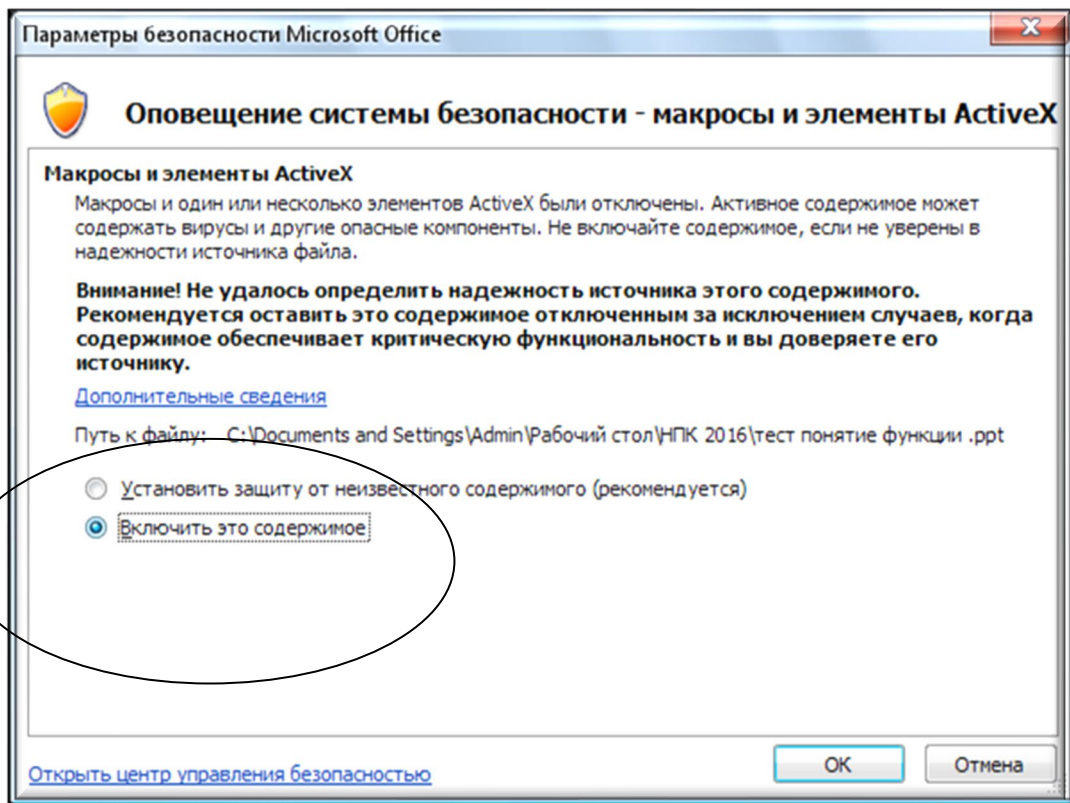 Параметры безопасности Microsoft Office
Оповещение системы безопасности - макросы и элементы ActiveX
Макросы и элементы ActiveX
Макросы и один или несколько элементов ActiveX были отключены. Активное содержимое может
содержать вирусы и другие опасные компоненты. Не включайте содержимое, если не уверены в
надежности источника файла.
Внимание! Не удалось определить надежность источника этого содержимого.
Рекомендуется оставить это содержимое отключенным за исключением случаев, когда
содержимое обеспечивает критическую функциональность и вы доверяете его
источнику.
Дополнительные сведения
Путь к файлу: C:\Documents and Settings\Admin\Рабочий стол\НПК 2016\тест понятие функции .ppt
Установить защиту от неизвестного содержимого (рекомендуется)
Включить это содержимое
Открыть центр управления безопасностью
ОК
Отмена